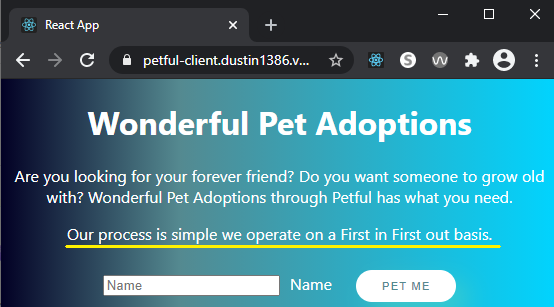 React App
petful-client.dustin1386.v...
Wonderful Pet Adoptions
Are you looking for your forever friend? Do you want someone to grow old
with? Wonderful Pet Adoptions through Petful has what you need.
Our process is simple we operate on a First in First out basis.
Name Name PET ME